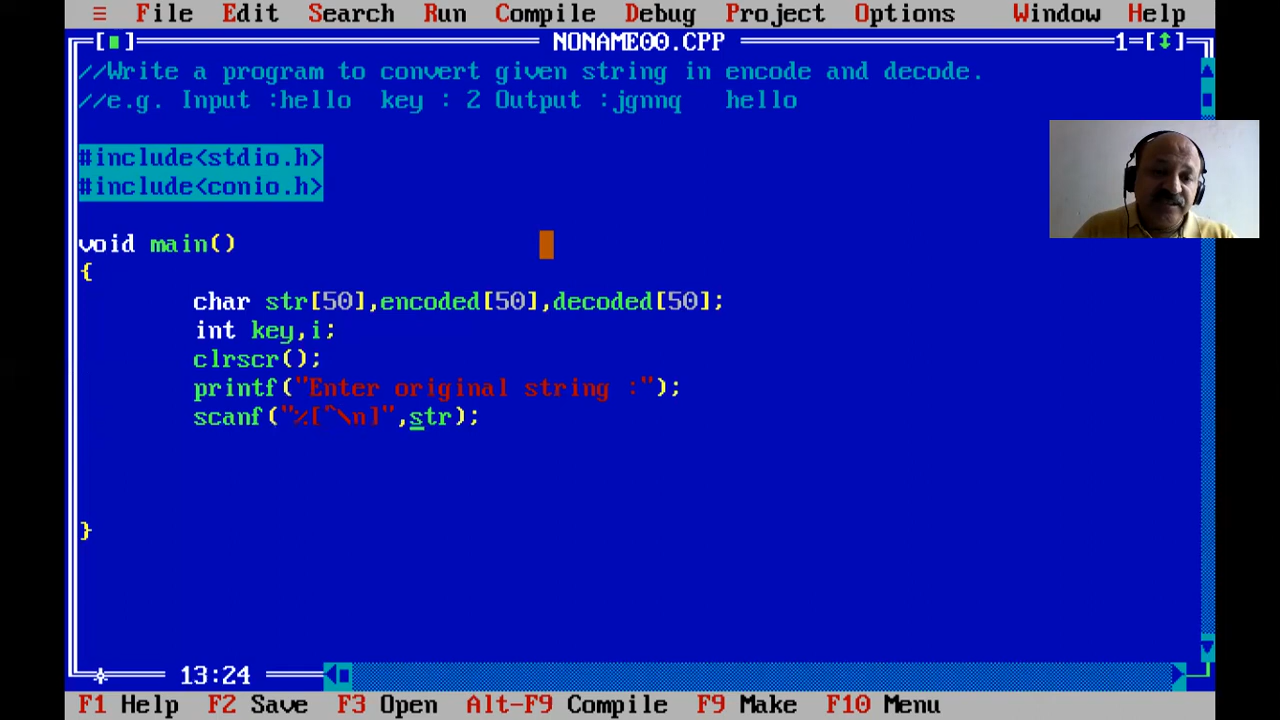 ≡ File Edit Search Run Compile Debug Project Options Window Help
[■] NONAME00.CPP 1=[↕]
//Write a program to convert given string in encode and decode.
//e.g. Input :hello key : 2 Output :jgnnq hello
#include<stdio.h>
#include<conio.h>
void main()
{
char str[50],encoded[50],decoded[50];
int key,i;
clrscr();
printf("Enter original string :");
scanf("%[^\n]",str);
}
13:24
F1 Help F2 Save F3 Open Alt-F9 Compile F9 Make F10 Menu